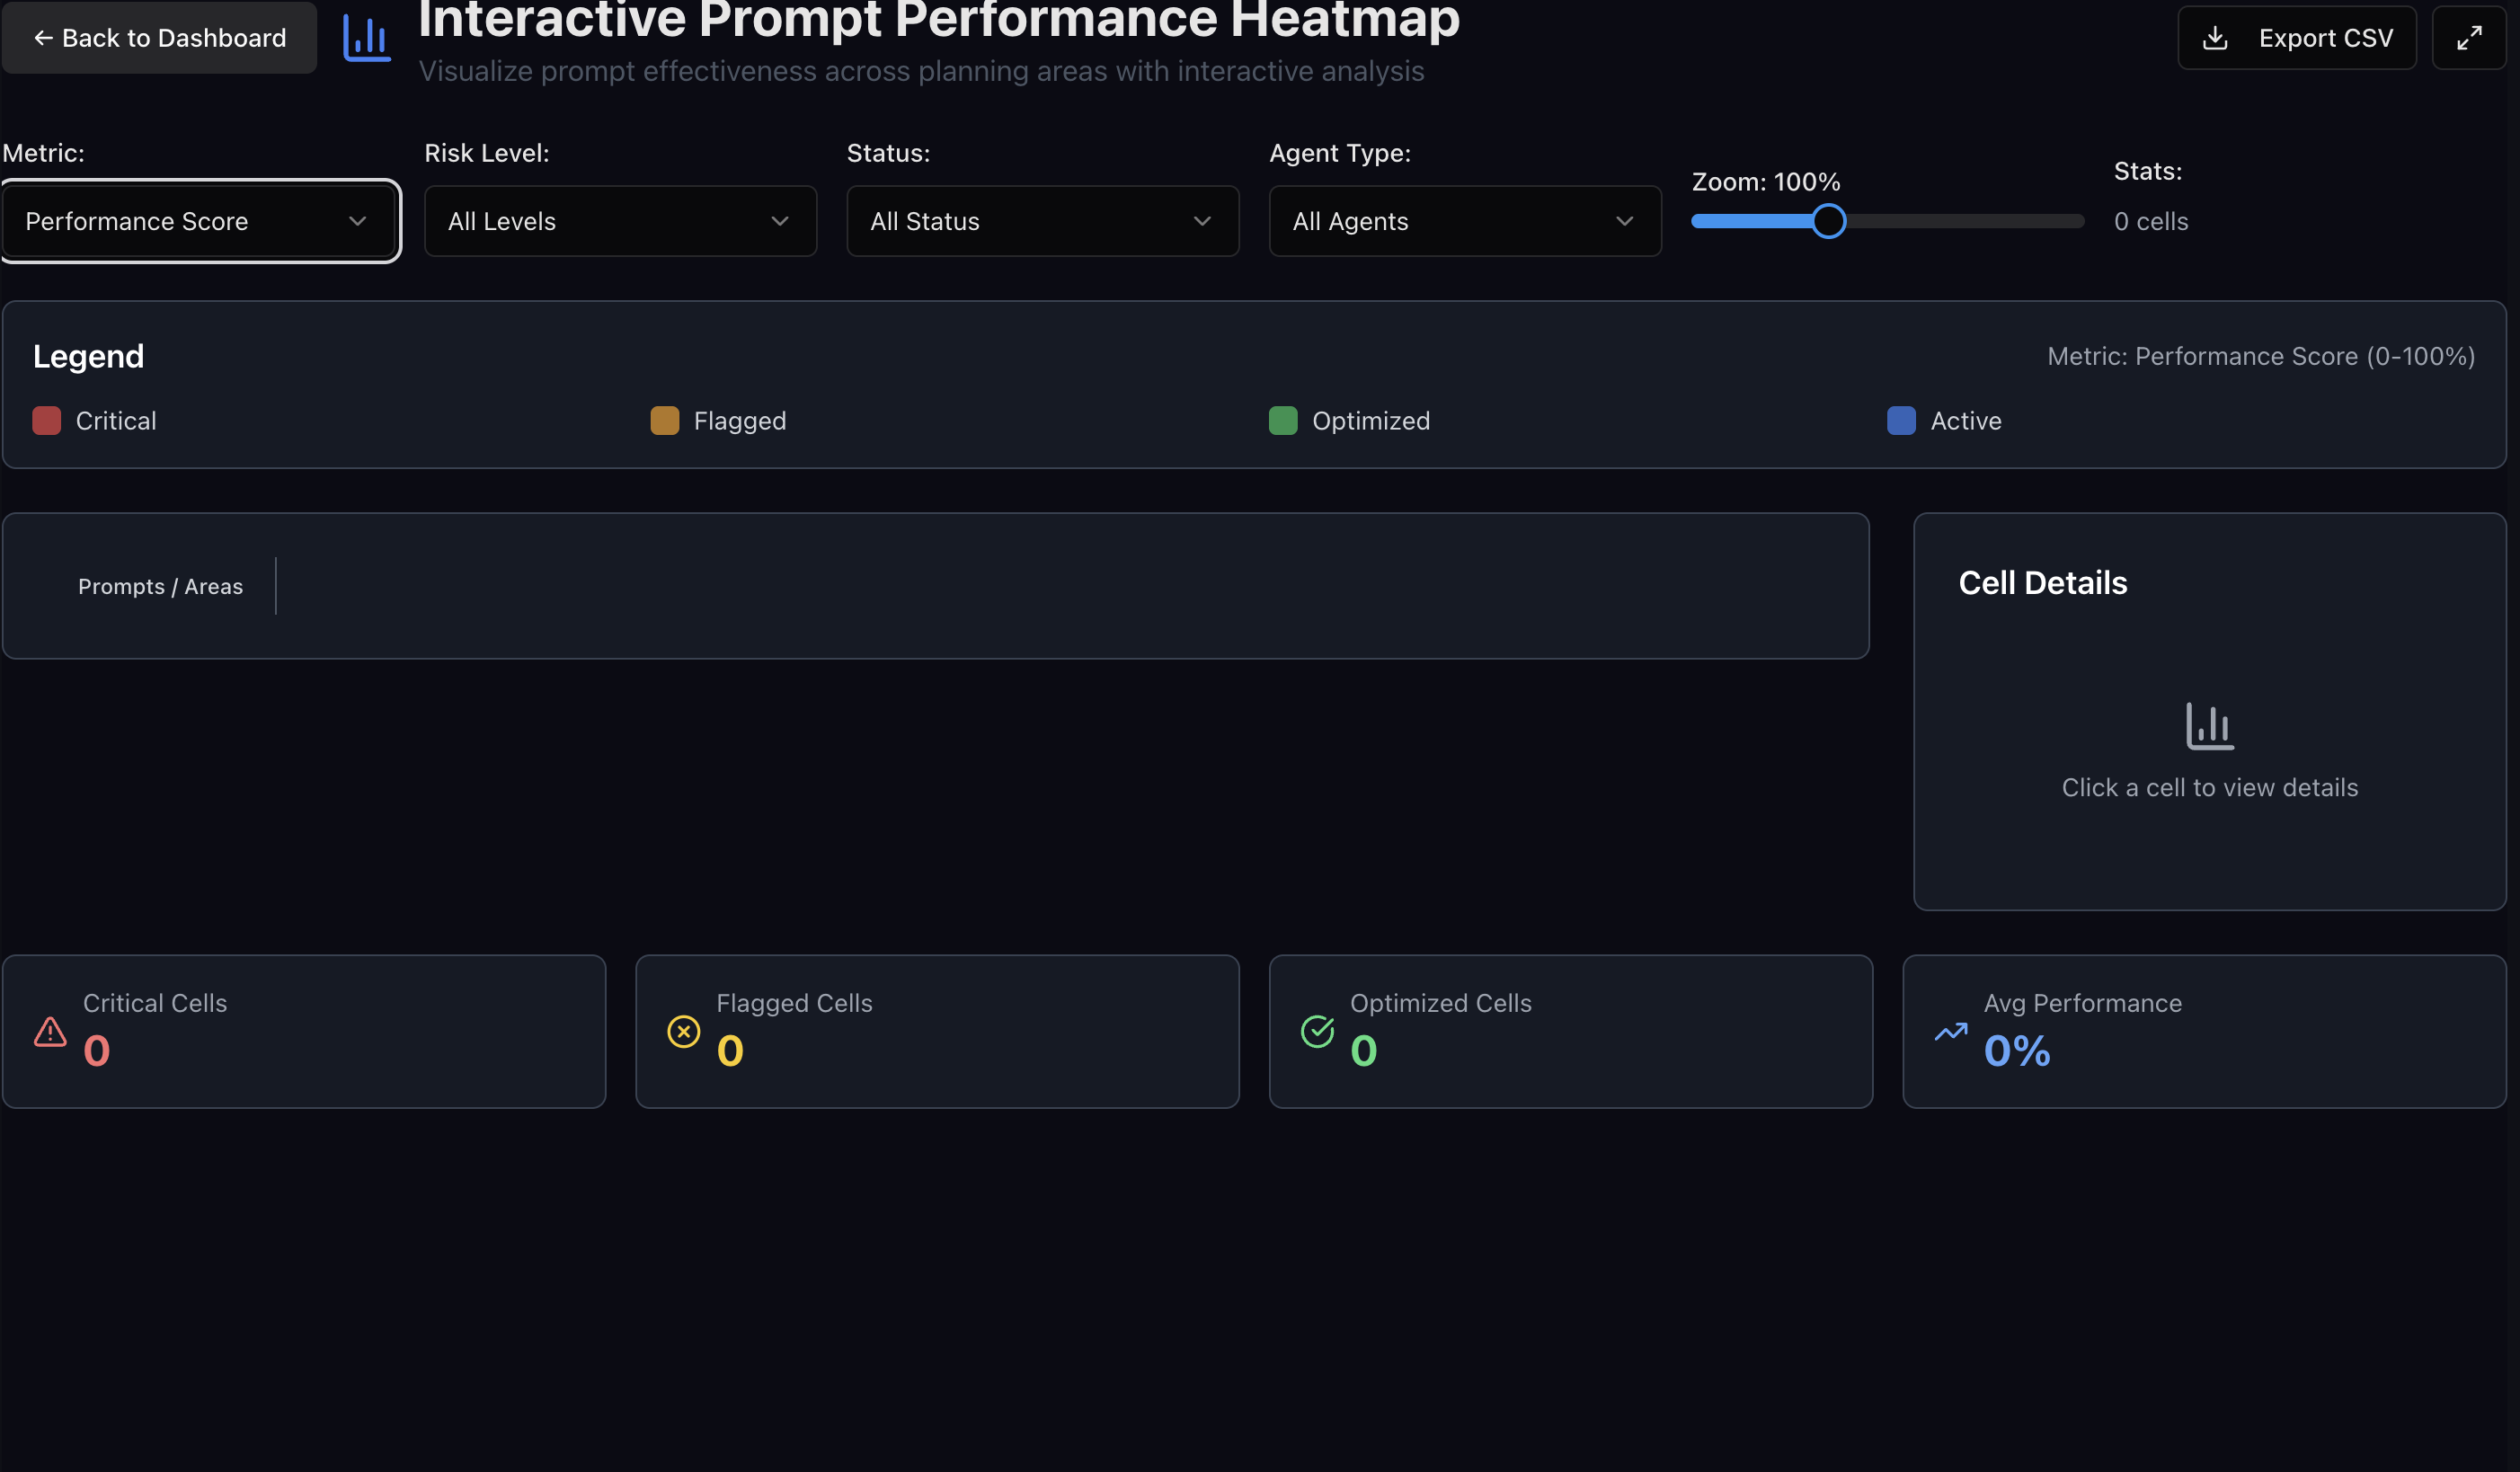 ← Back to Dashboard
Interactive Prompt Performance Heatmap
Visualize prompt effectiveness across planning areas with interactive analysis
Export CSV
Metric:
Performance Score
Risk Level:
All Levels
Status:
All Status
Agent Type:
All Agents
Zoom: 100%
Stats:
0 cells
Legend
Metric: Performance Score (0-100%)
Critical
Flagged
Optimized
Active
Prompts / Areas
Cell Details
Click a cell to view details
Critical Cells
0
Flagged Cells
0
Optimized Cells
0
Avg Performance
0%